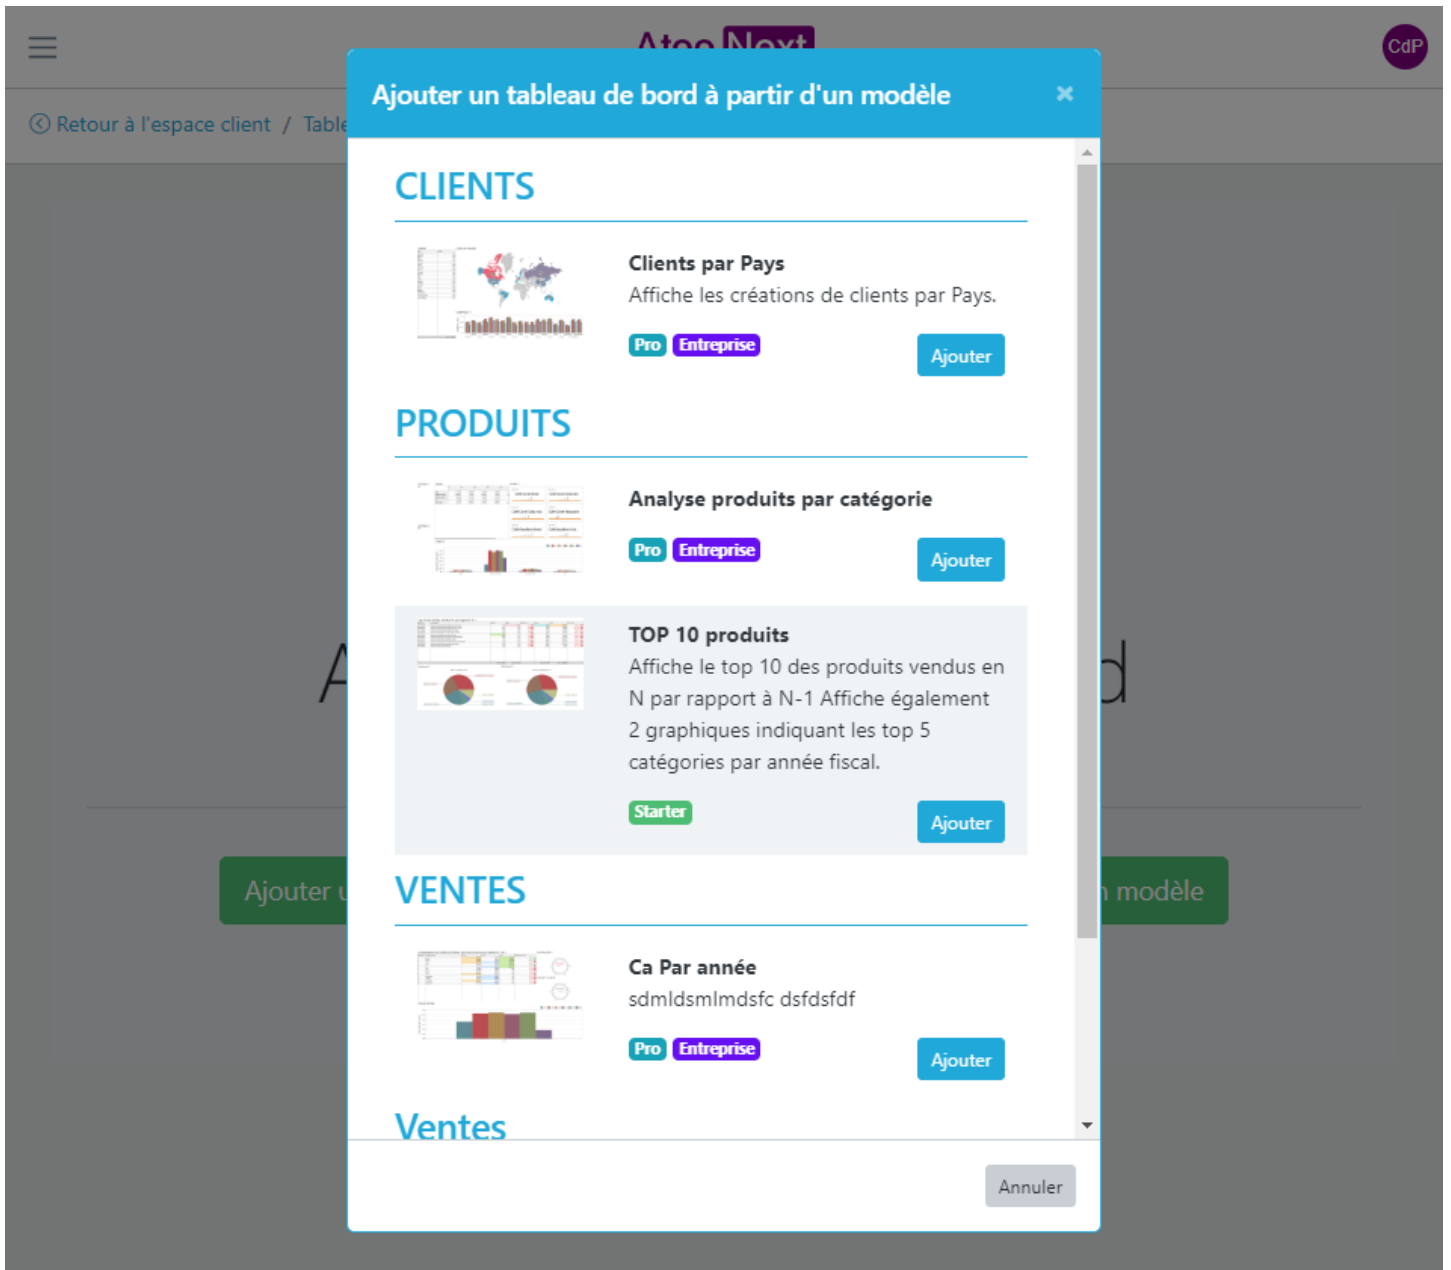 Atoo Next
CdP
Ajouter un tableau de bord à partir d'un modèle
×
Retour à l'espace client / Table
CLIENTS
Clients par Pays
Affiche les créations de clients par Pays.
Pro Entreprise
Ajouter
PRODUITS
Analyse produits par catégorie
Pro Entreprise
Ajouter
TOP 10 produits
Affiche le top 10 des produits vendus en
N par rapport à N-1 Affiche également
2 graphiques indiquant les top 5
catégories par année fiscal.
Starter
Ajouter
A
d
Ajouter u
n modèle
VENTES
Ca Par année
sdmldsmlmdsfc dsfdsfdf
Pro Entreprise
Ajouter
Ventes
Annuler